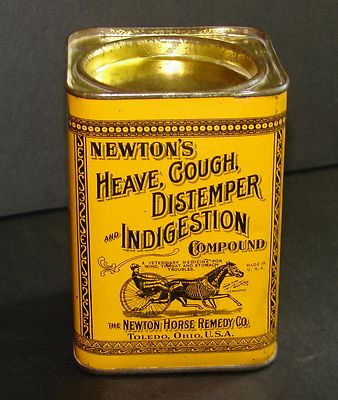 NEWTON'S
HEAVE, COUGH,
DISTEMPER
AND INDIGESTION
COMPOUND
A VETERINARY MEDICINE FOR
WIND, THROAT AND STOMACH
TROUBLES.
MADE IN
U.S.A.
THE NEWTON HORSE REMEDY CO.
TOLEDO, OHIO, U.S.A.